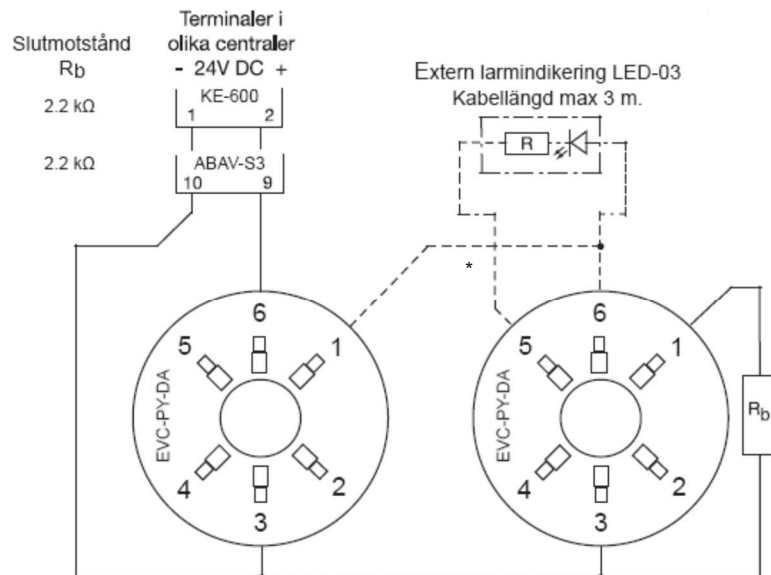 Slutmotstånd
Rb
2.2 kΩ
2.2 kΩ
Terminaler i
olika centraler
- 24V DC +
KE-600
1 2
ABAV-S3
10 9
Extern larmindikering LED-03
Kabellängd max 3 m.
R
*
6
5 1
EVC-PY-DA
4 2
3
6
5 1
EVC-PY-DA
4 2
3
Rb